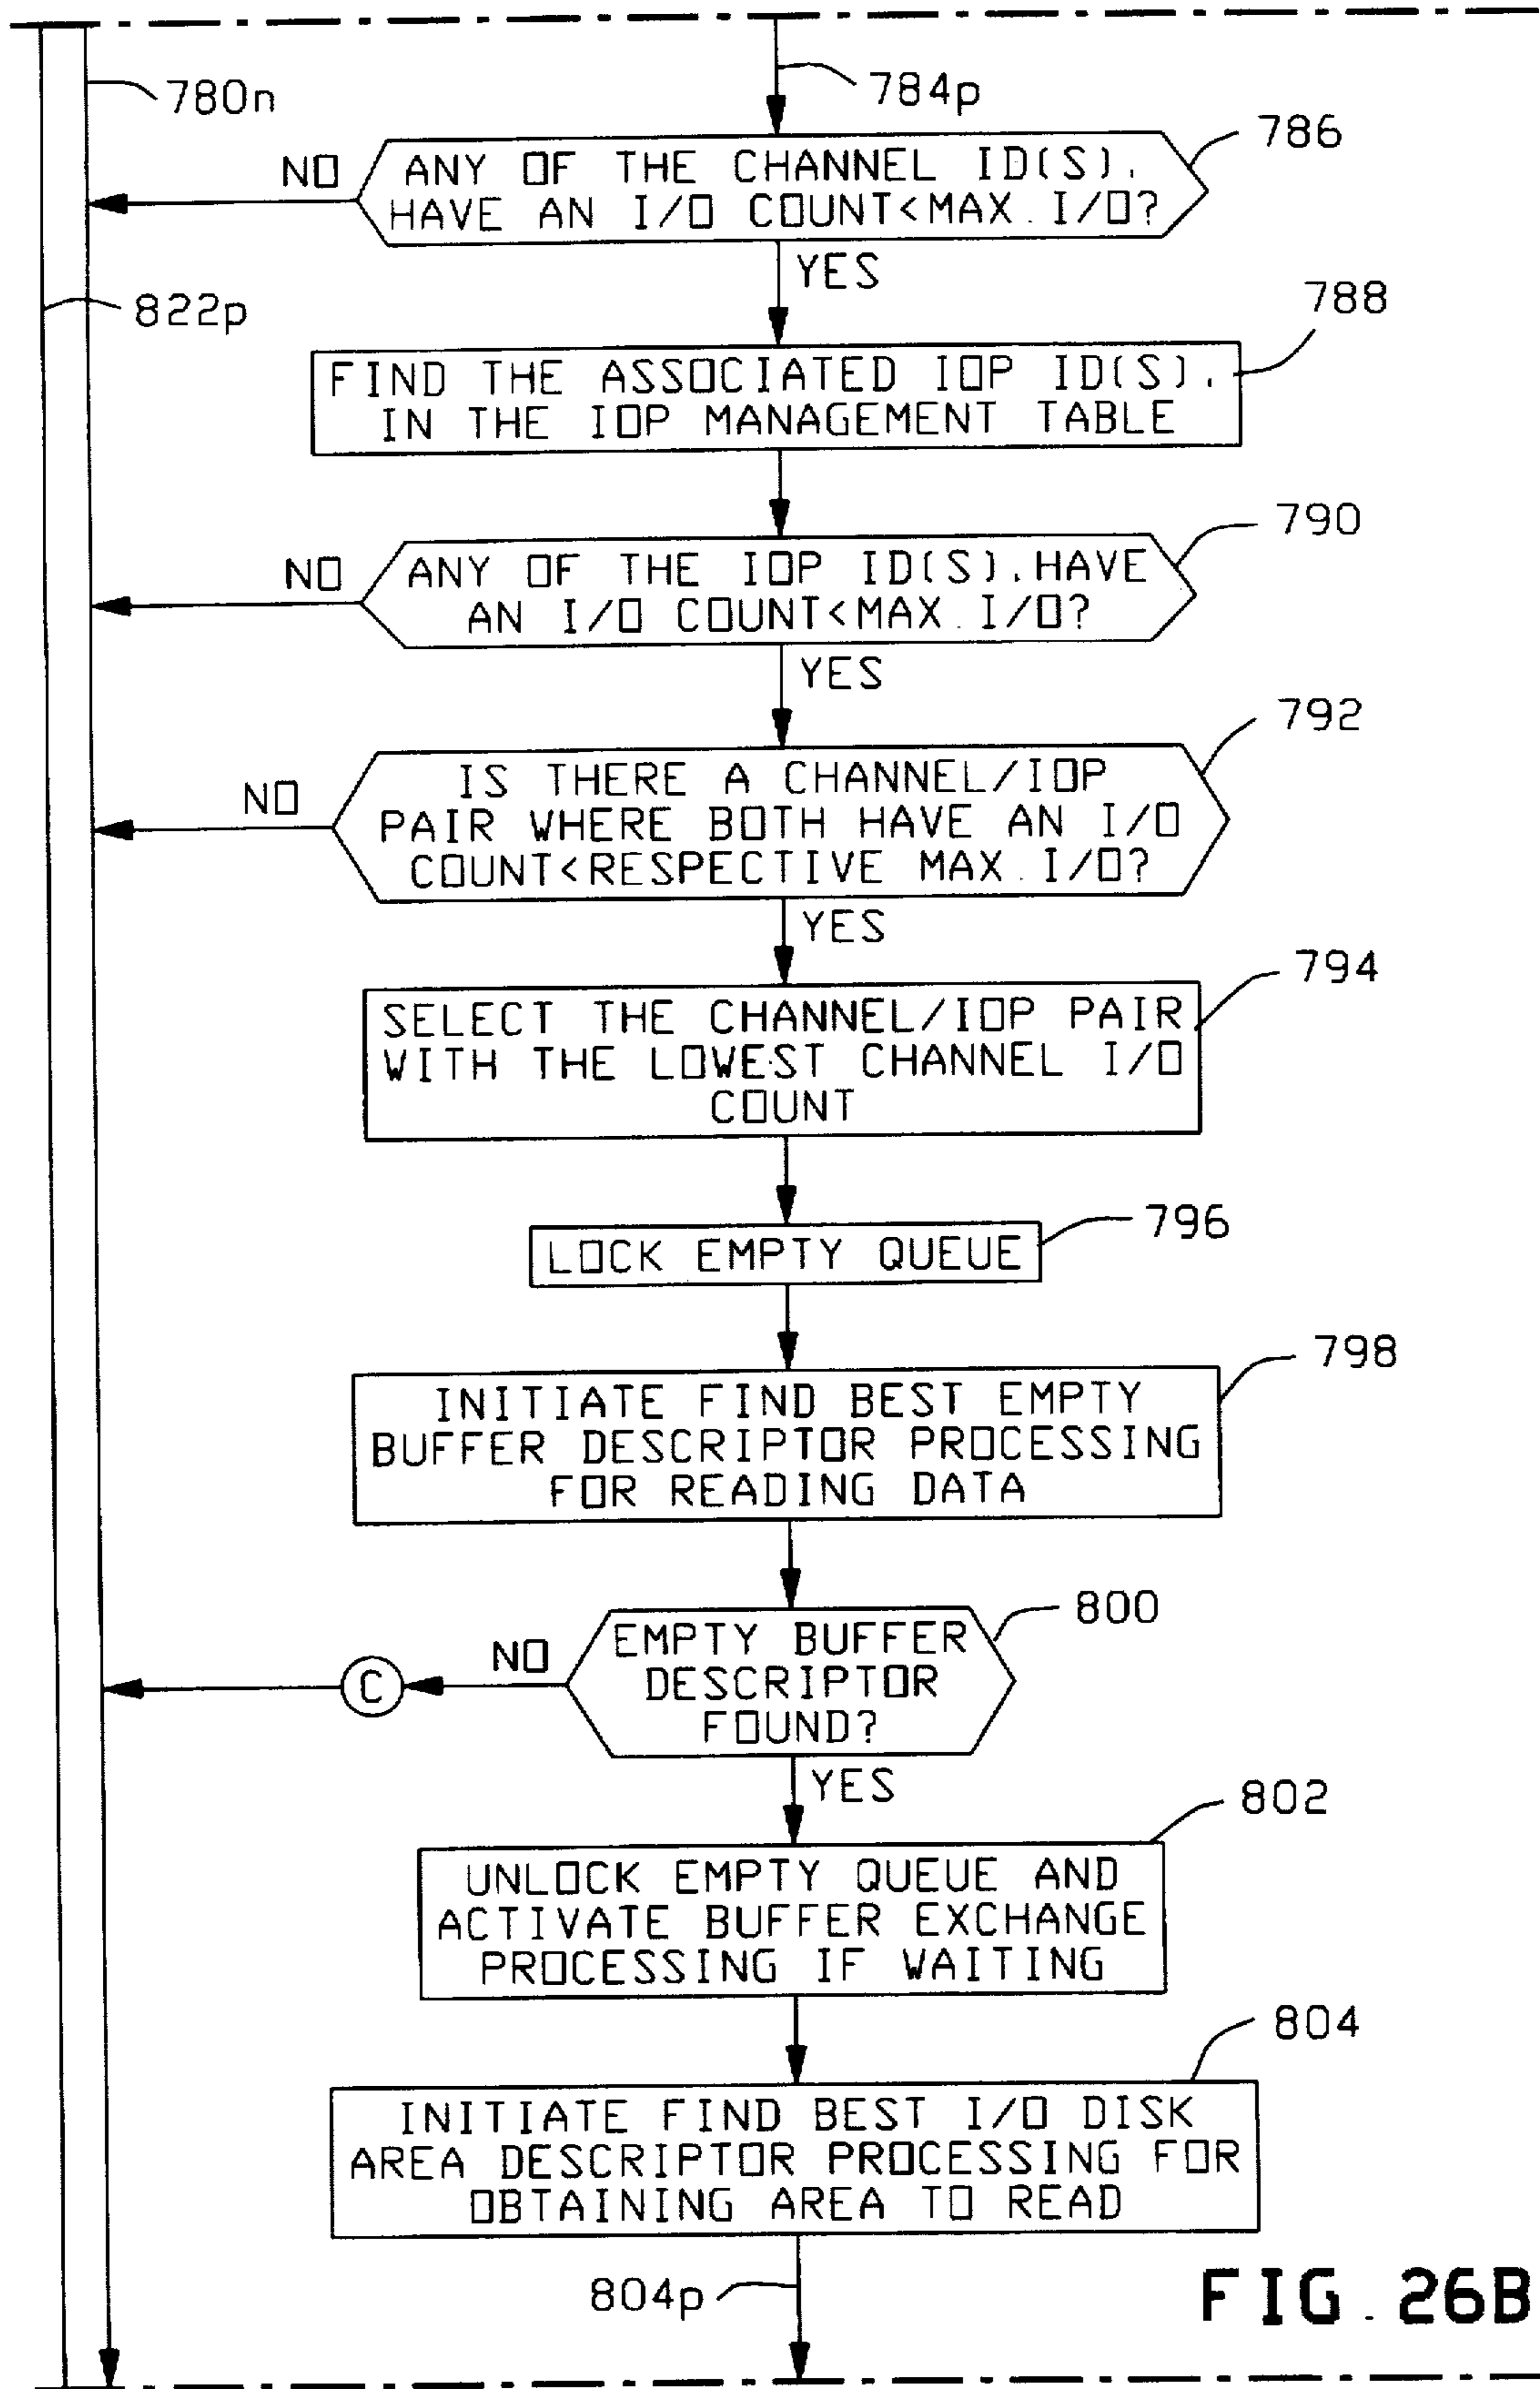 780n
784p
786
NO
ANY OF THE CHANNEL ID(S).
HAVE AN I/O COUNT<MAX. I/O?
YES
822p
788
FIND THE ASSOCIATED IOP ID(S).
IN THE IOP MANAGEMENT TABLE
790
NO
ANY OF THE IOP ID(S).HAVE
AN I/O COUNT<MAX. I/O?
YES
792
NO
IS THERE A CHANNEL/IOP
PAIR WHERE BOTH HAVE AN I/O
COUNT<RESPECTIVE MAX. I/O?
YES
794
SELECT THE CHANNEL/IOP PAIR
WITH THE LOWEST CHANNEL I/O
COUNT
796
LOCK EMPTY QUEUE
798
INITIATE FIND BEST EMPTY
BUFFER DESCRIPTOR PROCESSING
FOR READING DATA
800
NO
C
EMPTY BUFFER
DESCRIPTOR
FOUND?
YES
802
UNLOCK EMPTY QUEUE AND
ACTIVATE BUFFER EXCHANGE
PROCESSING IF WAITING
804
INITIATE FIND BEST I/O DISK
AREA DESCRIPTOR PROCESSING FOR
OBTAINING AREA TO READ
804p
FIG. 26B